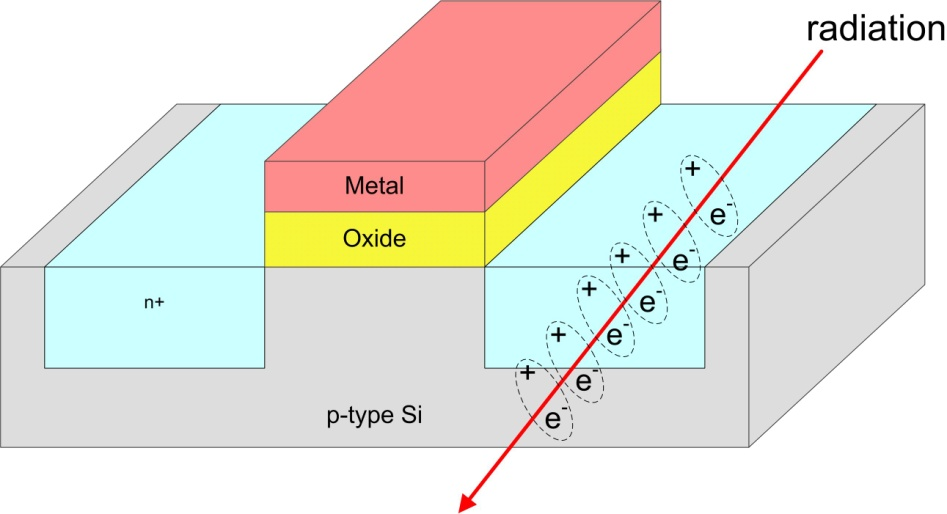 radiation
Metal
Oxide
n+
p-type Si
+
e-
+
e-
+
e-
+
e-
+
e-
+
e-